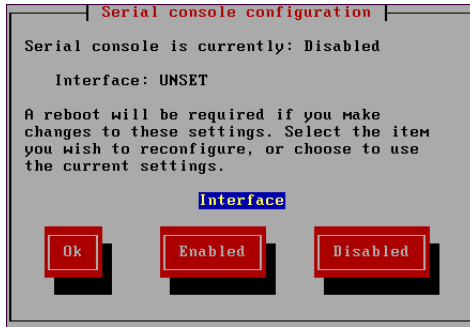 Serial console configuration
Serial console is currently: Disabled
Interface: UNSET
A reboot will be required if you make
changes to these settings. Select the item
you wish to reconfigure, or choose to use
the current settings.
Interface
Ok Enabled Disabled